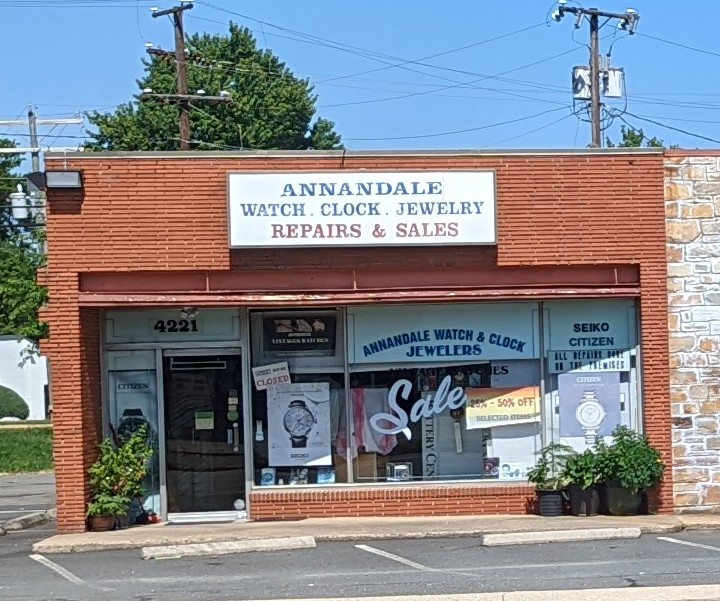 ANNANDALE
WATCH . CLOCK . JEWELRY
REPAIRS & SALES
4221
VINTAGE WATCHES
ANNANDALE WATCH & CLOCK
JEWELERS
SEIKO
CITIZEN
ALL REPAIRS DONE
ON THE PREMISES
CITIZEN
CLOSED
Sale
25% - 50% OFF
SELECTED ITEMS
CITIZEN